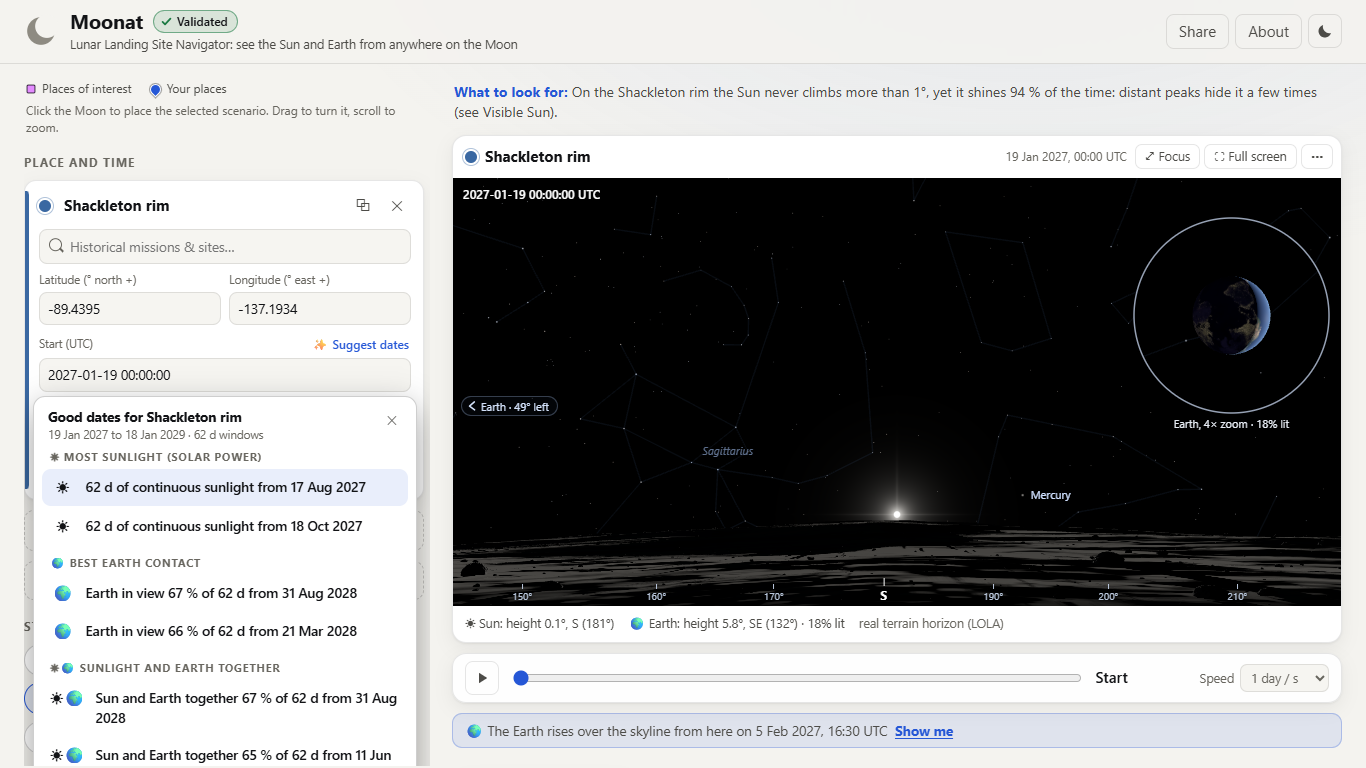 Moonat
Validated
Lunar Landing Site Navigator: see the Sun and Earth from anywhere on the Moon
Share
About
Places of interest
Your places
Click the Moon to place the selected scenario. Drag to turn it, scroll to
zoom.
PLACE AND TIME
Shackleton rim
Historical missions & sites...
Latitude (° north +)
Longitude (° east +)
-89.4395
-137.1934
Start (UTC)
Suggest dates
2027-01-19 00:00:00
Good dates for Shackleton rim
19 Jan 2027 to 18 Jan 2029 · 62 d windows
MOST SUNLIGHT (SOLAR POWER)
62 d of continuous sunlight from 17 Aug 2027
62 d of continuous sunlight from 18 Oct 2027
BEST EARTH CONTACT
Earth in view 67 % of 62 d from 31 Aug 2028
Earth in view 66 % of 62 d from 21 Mar 2028
SUNLIGHT AND EARTH TOGETHER
Sun and Earth together 67 % of 62 d from 31 Aug
2028
Sun and Earth together 65 % of 62 d from 11 Jun
What to look for: On the Shackleton rim the Sun never climbs more than 1°, yet it shines 94 % of the time: distant peaks hide it a few times
(see Visible Sun).
Shackleton rim
19 Jan 2027, 00:00 UTC
Focus
Full screen
2027-01-19 00:00:00 UTC
Earth · 49° left
Earth, 4× zoom · 18% lit
Sagittarius
Mercury
150°
160°
170°
S
190°
200°
210°
Sun: height 0.1°, S (181°)
Earth: height 5.8°, SE (132°) · 18% lit
real terrain horizon (LOLA)
Start
Speed
1 day / s
The Earth rises over the skyline from here on 5 Feb 2027, 16:30 UTC
Show me